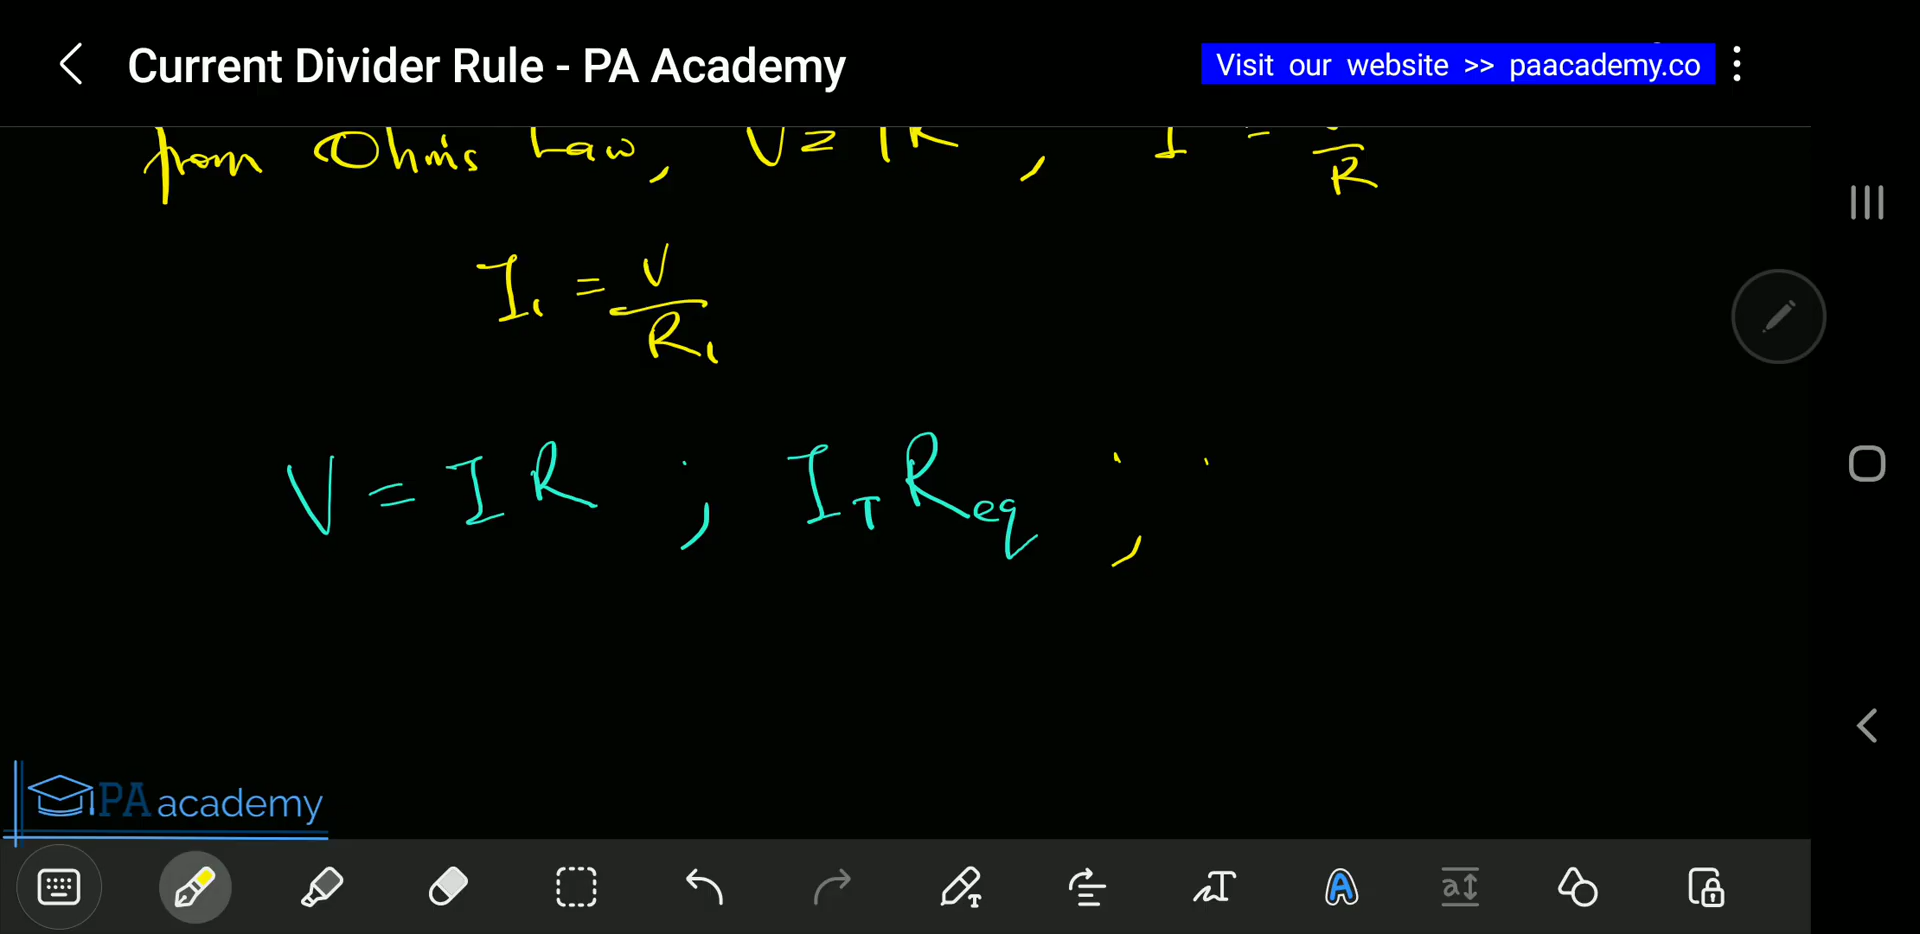 Current Divider Rule - PA Academy
Visit our website >> paacademy.co
from Ohm's Law, V = IR , I = V/R
I₁ = V/R₁
V = IR ; I_T R_eq ;
PA academy